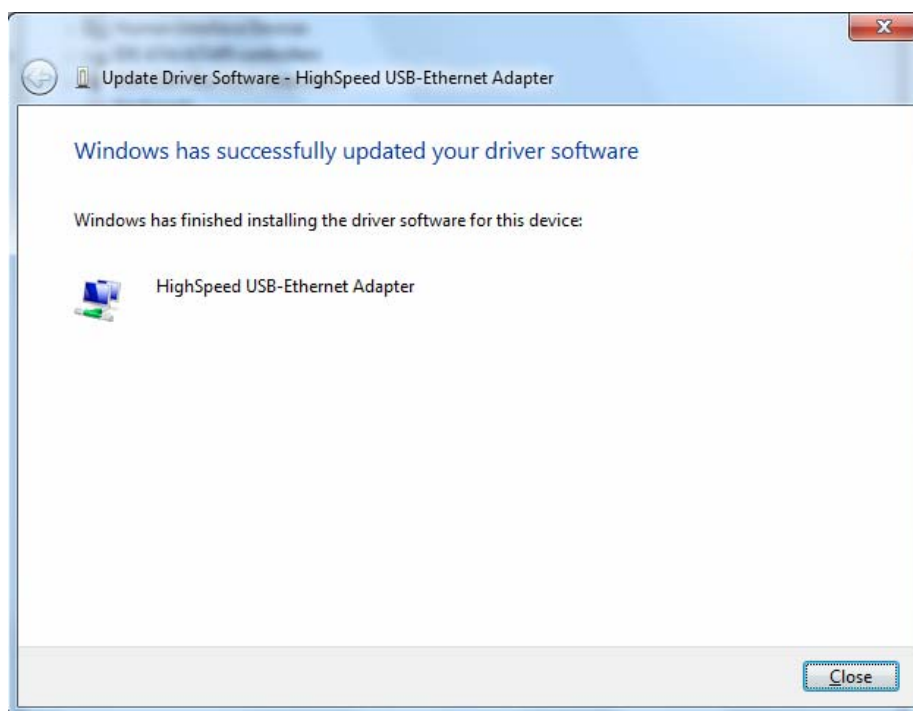 Update Driver Software - HighSpeed USB-Ethernet Adapter
Windows has successfully updated your driver software
Windows has finished installing the driver software for this device:
HighSpeed USB-Ethernet Adapter
Close